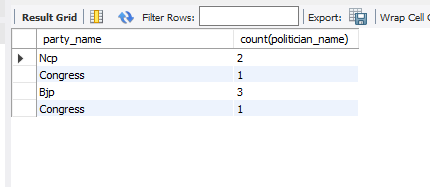 Result Grid Filter Rows: Export: Wrap Cell C
party_name count(politician_name)
Ncp 2
Congress 1
Bjp 3
Congress 1